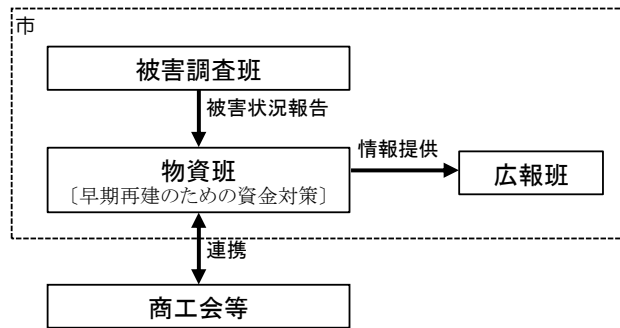 市
被害調査班
被害状況報告
物資班
〔早期再建のための資金対策〕
情報提供
広報班
連携
商工会等